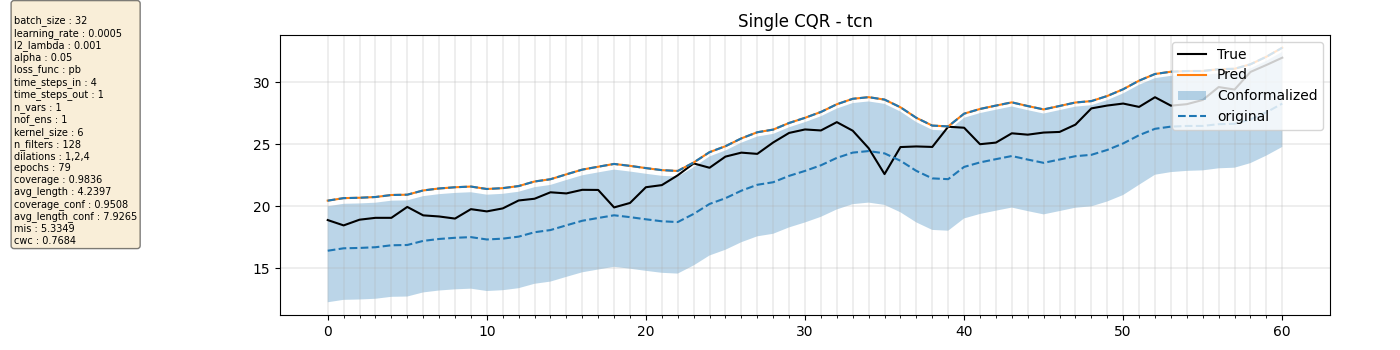 Single CQR - tcn
batch_size : 32
learning_rate : 0.0005
l2_lambda : 0.001
alpha : 0.05
loss_func : pb
time_steps_in : 4
time_steps_out : 1
n_vars : 1
nof_ens : 1
kernel_size : 6
n_filters : 128
dilations : 1,2,4
epochs : 79
coverage : 0.9836
avg_length : 4.2397
coverage_conf : 0.9508
avg_length_conf : 7.9265
mis : 5.3349
cwc : 0.7684
30
25
20
15
0 10 20 30 40 50 60
True
Pred
Conformalized
original